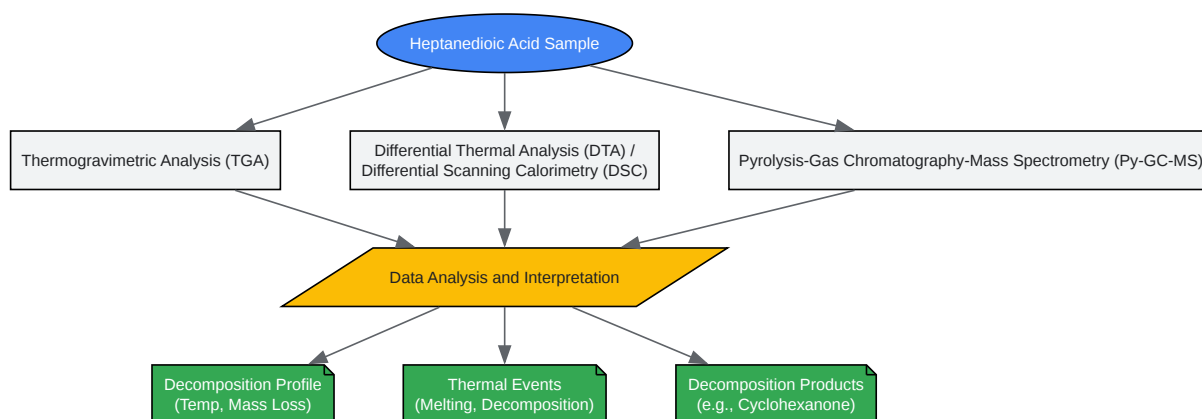 Heptanedioic Acid Sample
Thermogravimetric Analysis (TGA)
Differential Thermal Analysis (DTA) /
Differential Scanning Calorimetry (DSC)
Pyrolysis-Gas Chromatography-Mass Spectrometry (Py-GC-MS)
Data Analysis and Interpretation
Decomposition Profile
(Temp, Mass Loss)
Thermal Events
(Melting, Decomposition)
Decomposition Products
(e.g., Cyclohexanone)